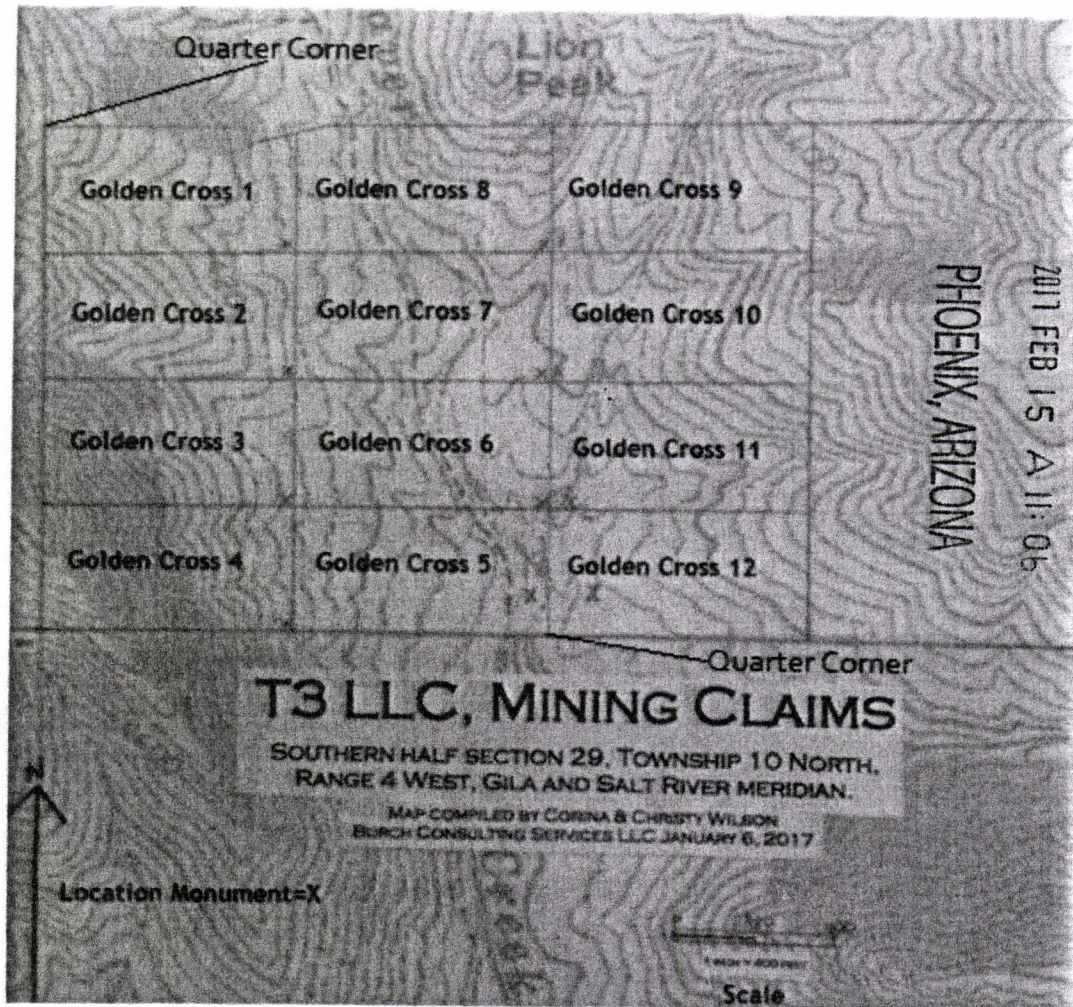 Quarter Corner
Lion
Peak
Golden Cross 1
Golden Cross 8
Golden Cross 9
Golden Cross 2
Golden Cross 7
Golden Cross 10
Golden Cross 3
Golden Cross 6
Golden Cross 11
Golden Cross 4
Golden Cross 5
Golden Cross 12
X X
2017 FEB 15 A 11:06
PHOENIX, ARIZONA
Quarter Corner
T3 LLC, MINING CLAIMS
SOUTHERN HALF SECTION 29, TOWNSHIP 10 NORTH,
RANGE 4 WEST, GILA AND SALT RIVER MERIDIAN.
MAP COMPILED BY CORINA & CHRISTY WILSON
BURCH CONSULTING SERVICES LLC JANUARY 6, 2017
N
Location Monument=X
Creek
Scale